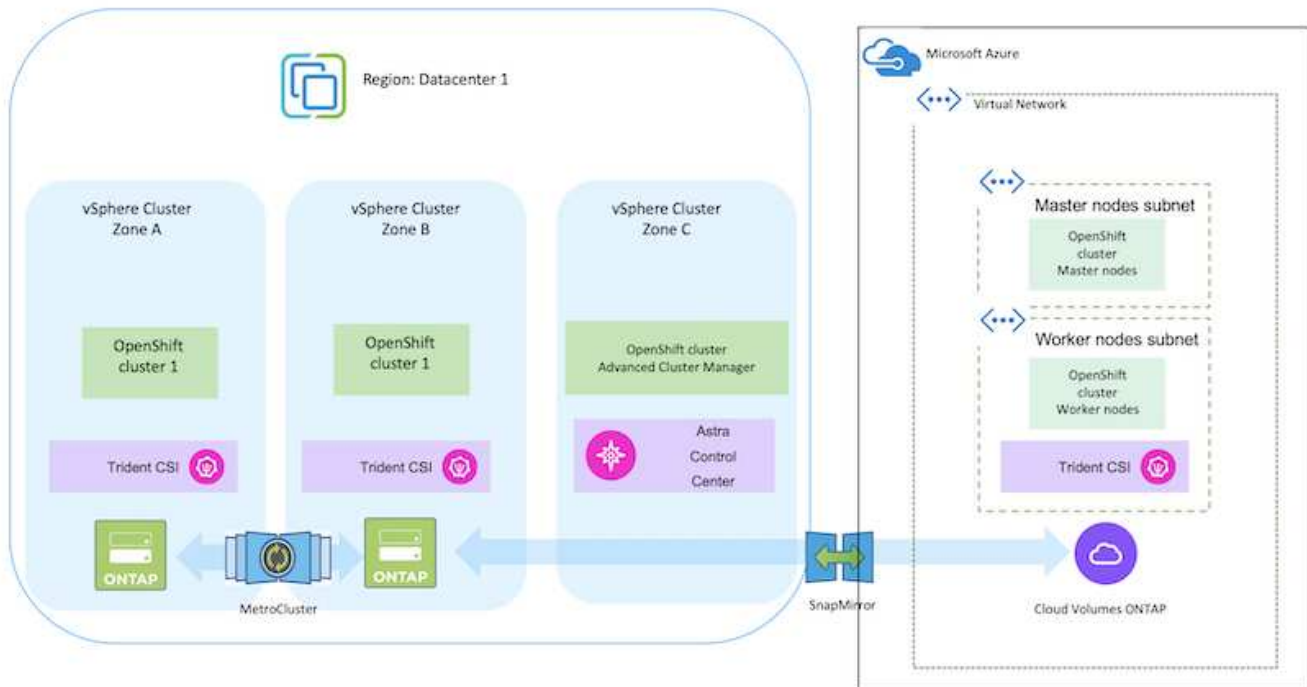 Region: Datacenter 1
vSphere Cluster
Zone A
OpenShift
cluster 1
Trident CSI
ONTAP
vSphere Cluster
Zone B
OpenShift
cluster 1
Trident CSI
ONTAP
MetroCluster
vSphere Cluster
Zone C
OpenShift cluster
Advanced Cluster Manager
Astra
Control
Center
SnapMirror
Microsoft Azure
Virtual Network
Master nodes subnet
OpenShift
cluster
Master nodes
Worker nodes subnet
OpenShift
cluster
Worker nodes
Trident CSI
Cloud Volumes ONTAP